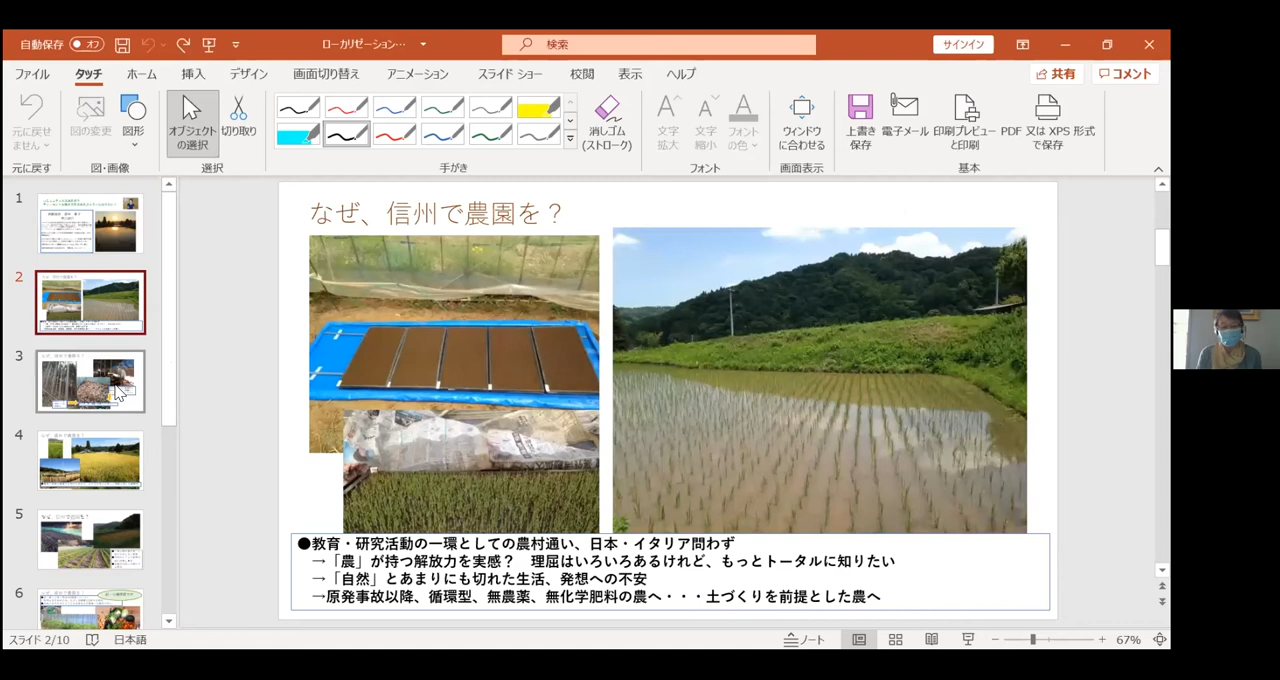 自動保存 オフ
ローカリゼーション…
検索
サインイン
ファイル タッチ ホーム 挿入 デザイン 画面切り替え アニメーション スライド ショー 校閲 表示 ヘルプ
共有 コメント
元に戻せ
ません
元に戻す
図の変更
図形
図・画像
オブジェクト
の選択
切り取り
選択
手がき
消しゴム
(ストローク)
文字
拡大
文字
縮小
フォント
の色
フォント
ウィンドウ
に合わせる
画面表示
上書き
保存
電子メール
印刷プレビュー
と印刷
PDF 又は XPS 形式
で保存
基本
1
2
3
4
5
6
なぜ、信州で農園を？
●教育・研究活動の一環としての農村通い、日本・イタリア問わず
→「農」が持つ解放力を実感？　理屈はいろいろあるけれど、もっとトータルに知りたい
→「自然」とあまりにも切れた生活、発想への不安
→原発事故以降、循環型、無農薬、無化学肥料の農へ・・・土づくりを前提とした農へ
スライド 2/10 日本語
ノート
67%